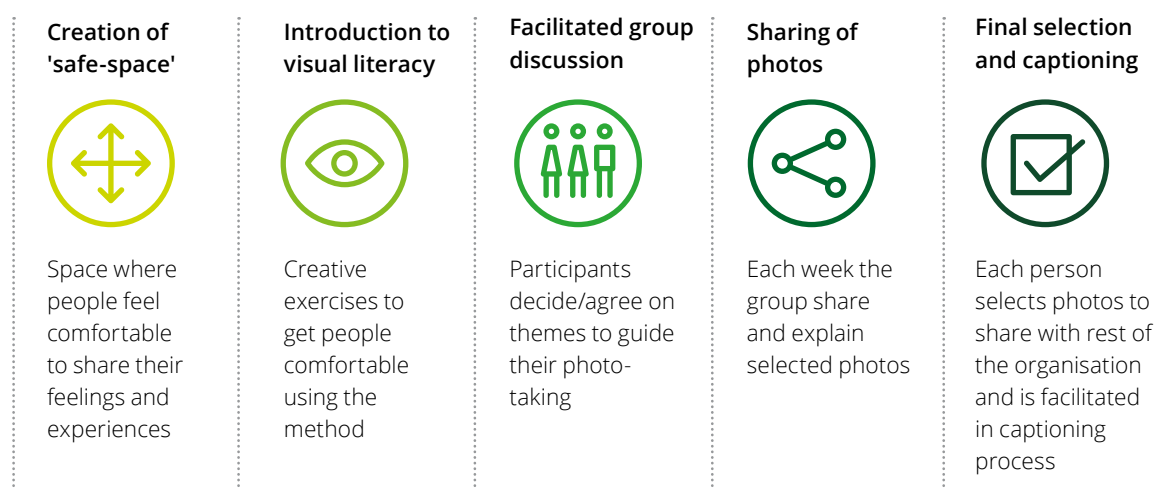 Creation of
'safe-space'
Space where
people feel
comfortable
to share their
feelings and
experiences
Introduction to
visual literacy
Creative
exercises to
get people
comfortable
using the
method
Facilitated group
discussion
Participants
decide/agree on
themes to guide
their photo-
taking
Sharing of
photos
Each week the
group share
and explain
selected photos
Final selection
and captioning
Each person
selects photos to
share with rest of
the organisation
and is facilitated
in captioning
process